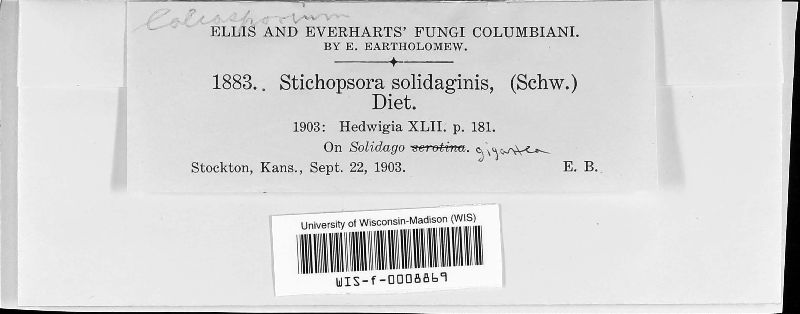 Coleosporium
ELLIS AND EVERHARTS' FUNGI COLUMBIANI.
BY E. BARTHOLOMEW.
1883.. Stichopsora solidaginis, (Schw.)
Diet.
1903: Hedwigia XLII. p. 181.
On Solidago serotina. gigantea
Stockton, Kans., Sept. 22, 1903. E. B.
University of Wisconsin-Madison (WIS)
WIS-f-0008869